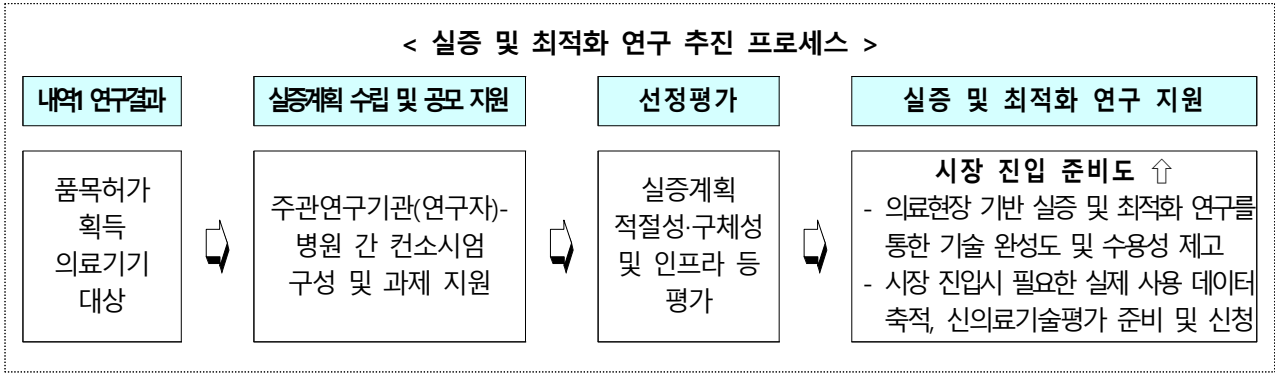 < 실증 및 최적화 연구 추진 프로세스 >
내역1 연구결과
실증계획 수립 및 공모 지원
선정평가
실증 및 최적화 연구 지원
품목허가
획득
의료기기
대상
주관연구기관(연구자)-
병원 간 컨소시엄
구성 및 과제 지원
실증계획
적절성·구체성
및 인프라 등
평가
시장 진입 준비도 ⇧
- 의료현장 기반 실증 및 최적화 연구를
통한 기술 완성도 및 수용성 제고
- 시장 진입시 필요한 실제 사용 데이터
축적, 신의료기술평가 준비 및 신청